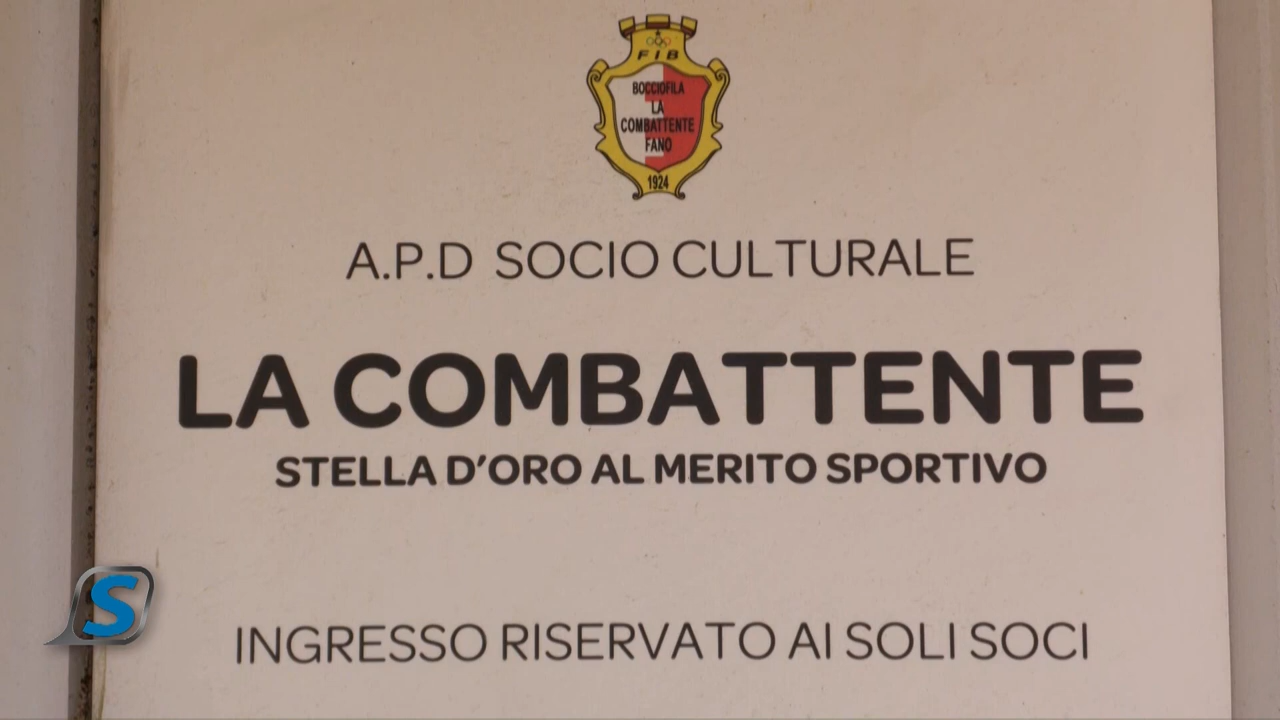 FIB
BOCCIOFILA
LA
COMBATTENTE
FANO
1924
A.P.D SOCIO CULTURALE
LA COMBATTENTE
STELLA D'ORO AL MERITO SPORTIVO
S
INGRESSO RISERVATO AI SOLI SOCI